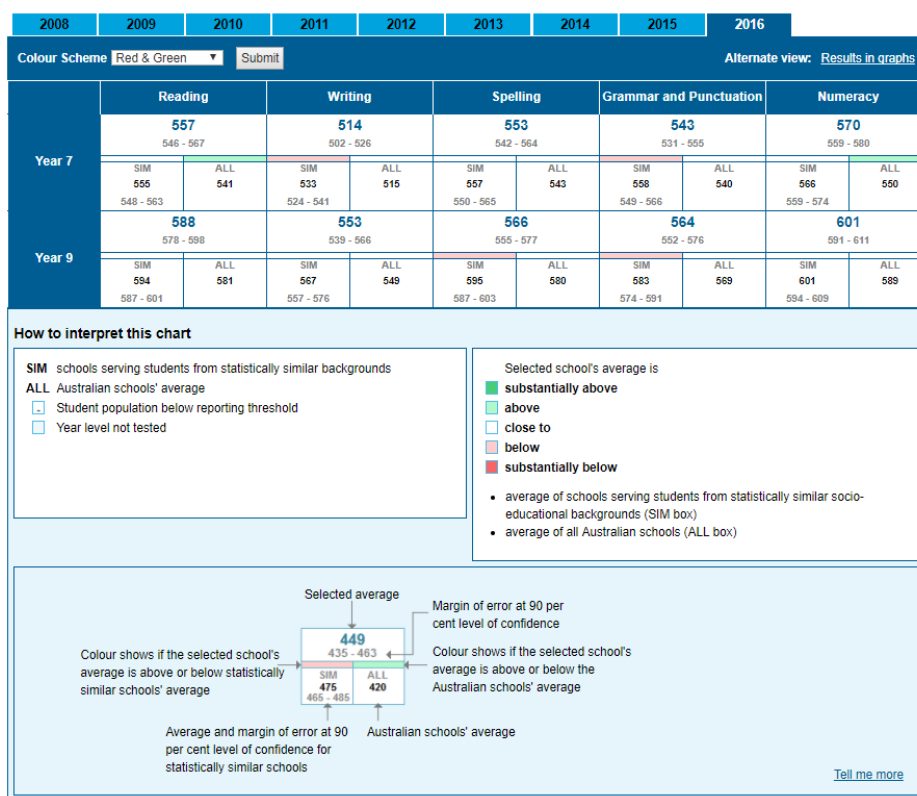 2008 2009 2010 2011 2012 2013 2014 2015 2016
Colour Scheme Red & Green ▼ Submit Alternate view: Results in graphs
Reading Writing Spelling Grammar and Punctuation Numeracy
Year 7
557 514 553 543 570
546 - 567 502 - 526 542 - 564 531 - 555 559 - 580
SIM ALL SIM ALL SIM ALL SIM ALL SIM ALL
555 541 533 515 557 543 558 540 566 550
548 - 563 524 - 541 550 - 565 549 - 566 559 - 574
Year 9
588 553 566 564 601
578 - 598 539 - 566 555 - 577 552 - 576 591 - 611
SIM ALL SIM ALL SIM ALL SIM ALL SIM ALL
594 581 567 549 595 580 583 569 601 589
587 - 601 557 - 576 587 - 603 574 - 591 594 - 609
How to interpret this chart
SIM schools serving students from statistically similar backgrounds
ALL Australian schools' average
- Student population below reporting threshold
Year level not tested
Selected school's average is
substantially above
above
close to
below
substantially below
• average of schools serving students from statistically similar socio-
educational backgrounds (SIM box)
• average of all Australian schools (ALL box)
Selected average
Margin of error at 90 per
cent level of confidence
449
435 - 463
Colour shows if the selected school's
average is above or below statistically
similar schools' average
Colour shows if the selected school's
average is above or below the
Australian schools' average
SIM ALL
475 420
465 - 485
Average and margin of error at 90
per cent level of confidence for
statistically similar schools
Australian schools' average
Tell me more